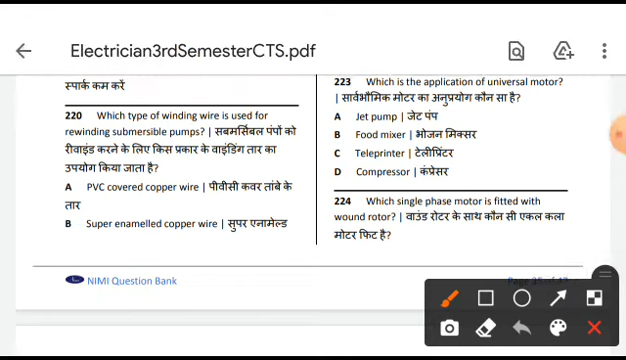 Electrician3rdSemesterCTS.pdf
स्पार्क कम करें
220 Which type of winding wire is used for
rewinding submersible pumps? | सबमर्सिबल पंपों को
रीवाइंड करने के लिए किस प्रकार के वाइंडिंग तार का
उपयोग किया जाता है?
A PVC covered copper wire | पीवीसी कवर तांबे के
तार
B Super enamelled copper wire | सुपर एनामेल्ड
223 Which is the application of universal motor?
| सार्वभौमिक मोटर का अनुप्रयोग कौन सा है?
A Jet pump | जेट पंप
B Food mixer | भोजन मिक्सर
C Teleprinter | टेलीप्रिंटर
D Compressor | कंप्रेसर
224 Which single phase motor is fitted with
wound rotor? | वाउंड रोटर के साथ कौन सी एकल कला
मोटर फिट है?
NIMI Question Bank